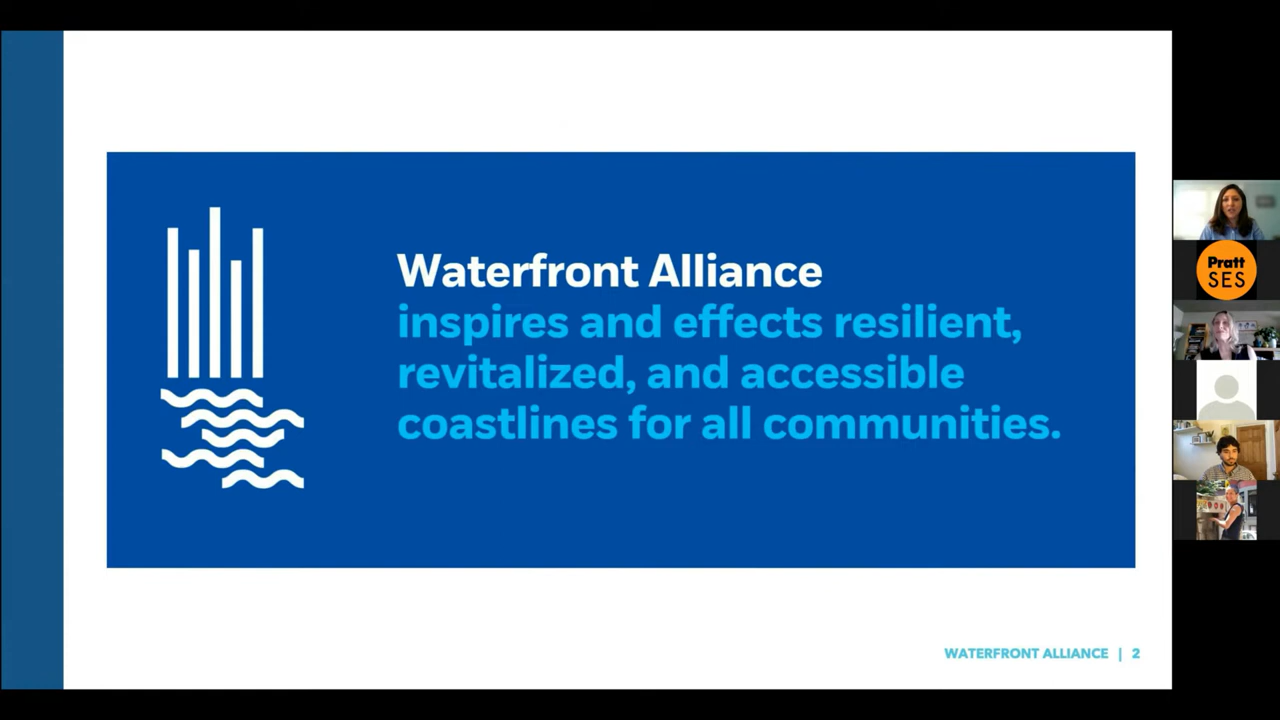 Waterfront Alliance
inspires and effects resilient,
revitalized, and accessible
coastlines for all communities.
WATERFRONT ALLIANCE | 2
Pratt
SES